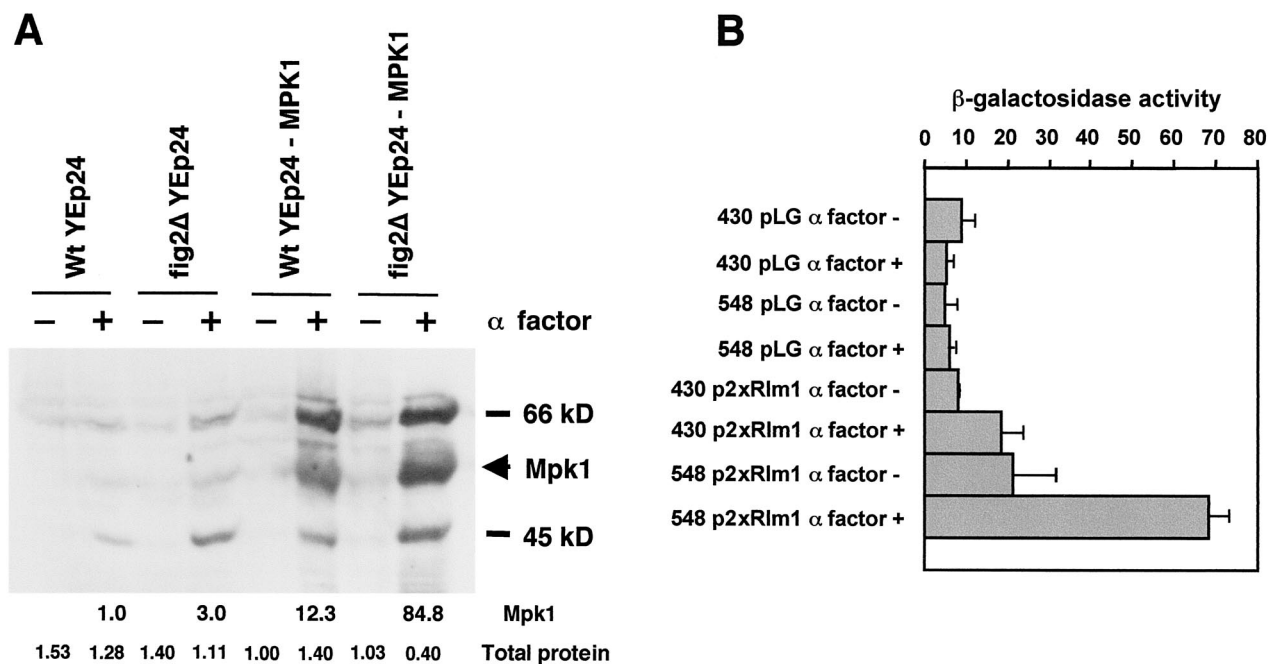 A
Wt YEp24
fig2Δ YEp24
Wt YEp24 - MPK1
fig2Δ YEp24 - MPK1
− + − + − + − + α factor
66 kD
Mpk1
45 kD
1.0 3.0 12.3 84.8 Mpk1
1.53 1.28 1.40 1.11 1.00 1.40 1.03 0.40 Total protein
B
β-galactosidase activity
0 10 20 30 40 50 60 70 80
430 pLG α factor -
430 pLG α factor +
548 pLG α factor -
548 pLG α factor +
430 p2xRlm1 α factor -
430 p2xRlm1 α factor +
548 p2xRlm1 α factor -
548 p2xRlm1 α factor +